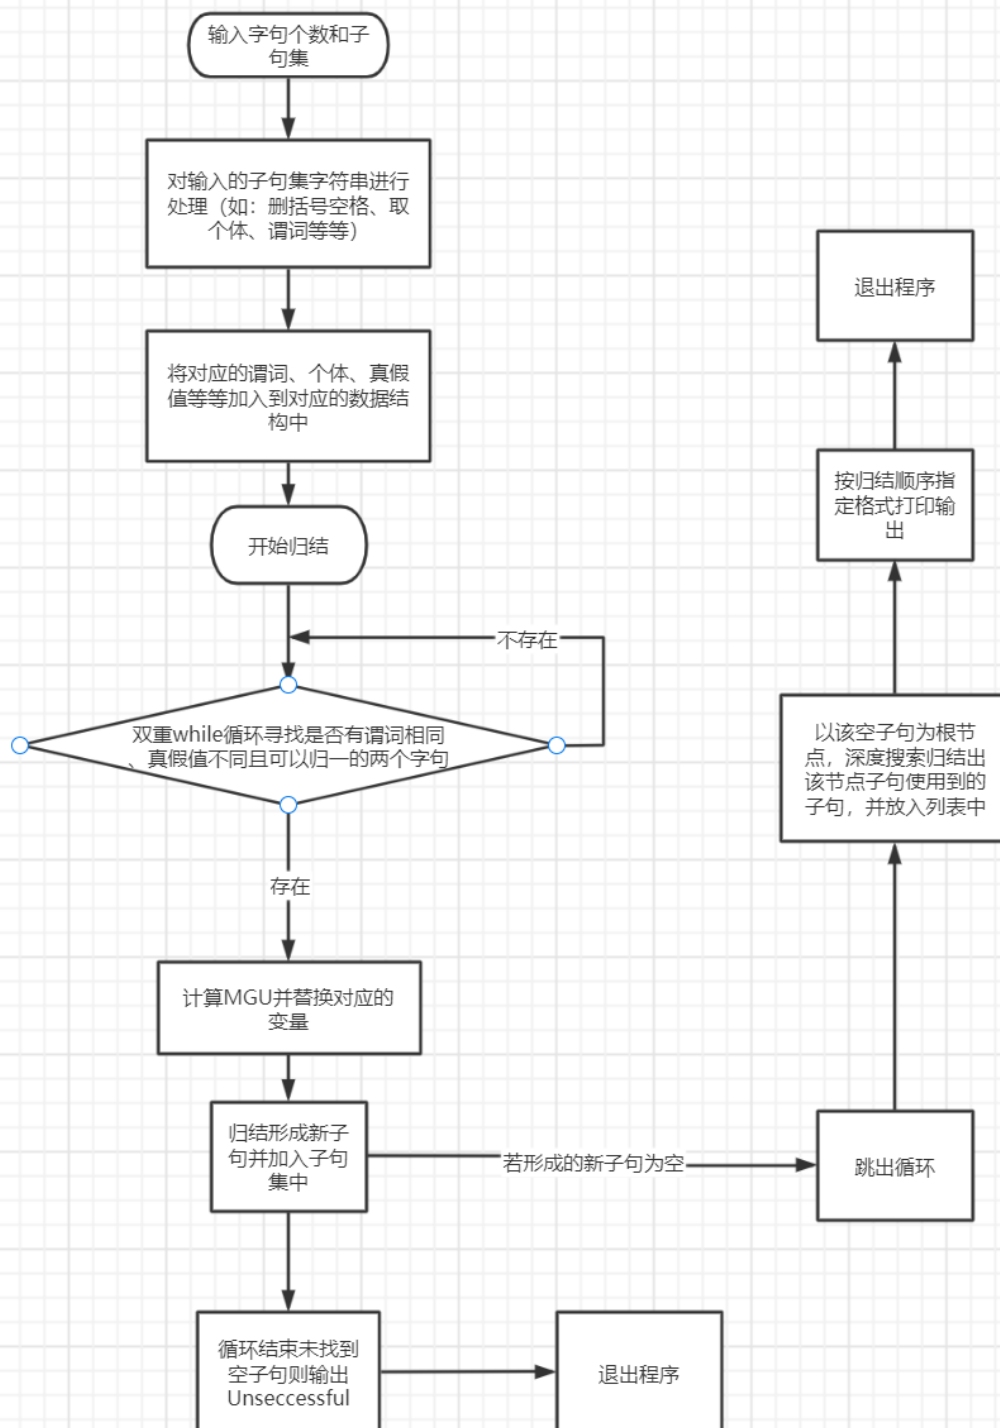 输入字句个数和子
句集
对输入的子句集字符串进行
处理（如：删括号空格、取
个体、谓词等等）
将对应的谓词、个体、真假
值等等加入到对应的数据结
构中
开始归结
不存在
双重while循环寻找是否有谓词相同
、真假值不同且可以归一的两个字句
存在
计算MGU并替换对应的
变量
归结形成新子
句并加入子句
集中
若形成的新子句为空
跳出循环
以该空子句为根节
点，深度搜索归结出
该节点子句使用到的
子句，并放入列表中
按归结顺序指
定格式打印输
出
退出程序
循环结束未找到
空子句则输出
Unseccessful
退出程序